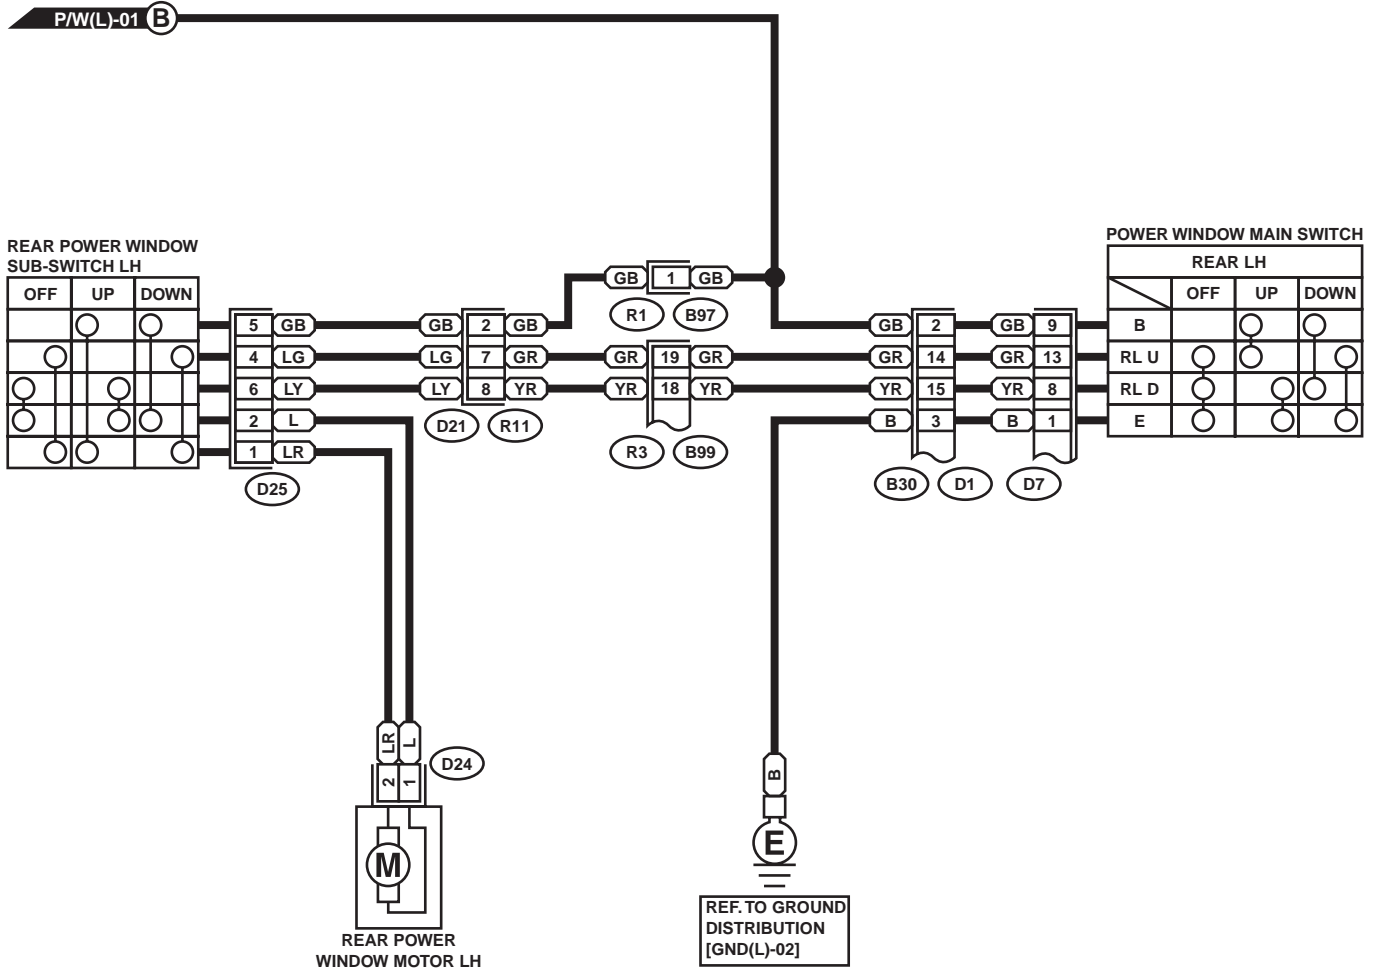 P/W(L)-01 B
REAR POWER WINDOW
SUB-SWITCH LH
OFF UP DOWN
POWER WINDOW MAIN SWITCH
REAR LH
OFF UP DOWN
GB 1 GB
R1 B97
5 GB GB 2 GB GB 2 GB 9 B
4 LG LG 7 GR GR 19 GR GR 14 GR 13 RL U
6 LY LY 8 YR YR 18 YR YR 15 YR 8 RL D
2 L B 3 B 1 E
D21 R11
1 LR
R3 B99
D25
B30 D1 D7
LR L
D24
2 1
B
M
E
REAR POWER
WINDOW MOTOR LH
REF. TO GROUND
DISTRIBUTION
[GND(L)-02]